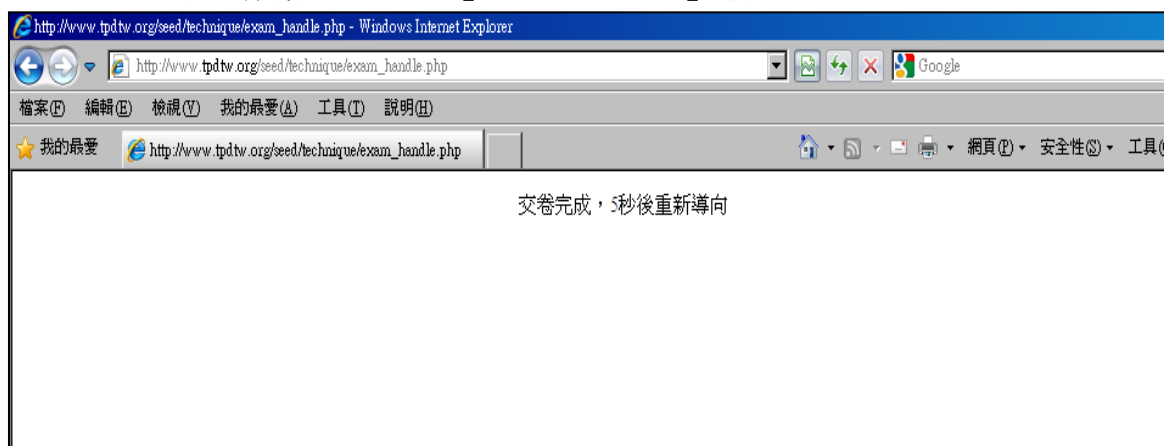 http://www.tpdtw.org/seed/technique/exam_handle.php - Windows Internet Explorer
http://www.tpdtw.org/seed/technique/exam_handle.php
Google
檔案(F) 編輯(E) 檢視(V) 我的最愛(A) 工具(T) 說明(H)
我的最愛 http://www.tpdtw.org/seed/technique/exam_handle.php 網頁(P) 安全性(S) 工具(
交卷完成，5秒後重新導向